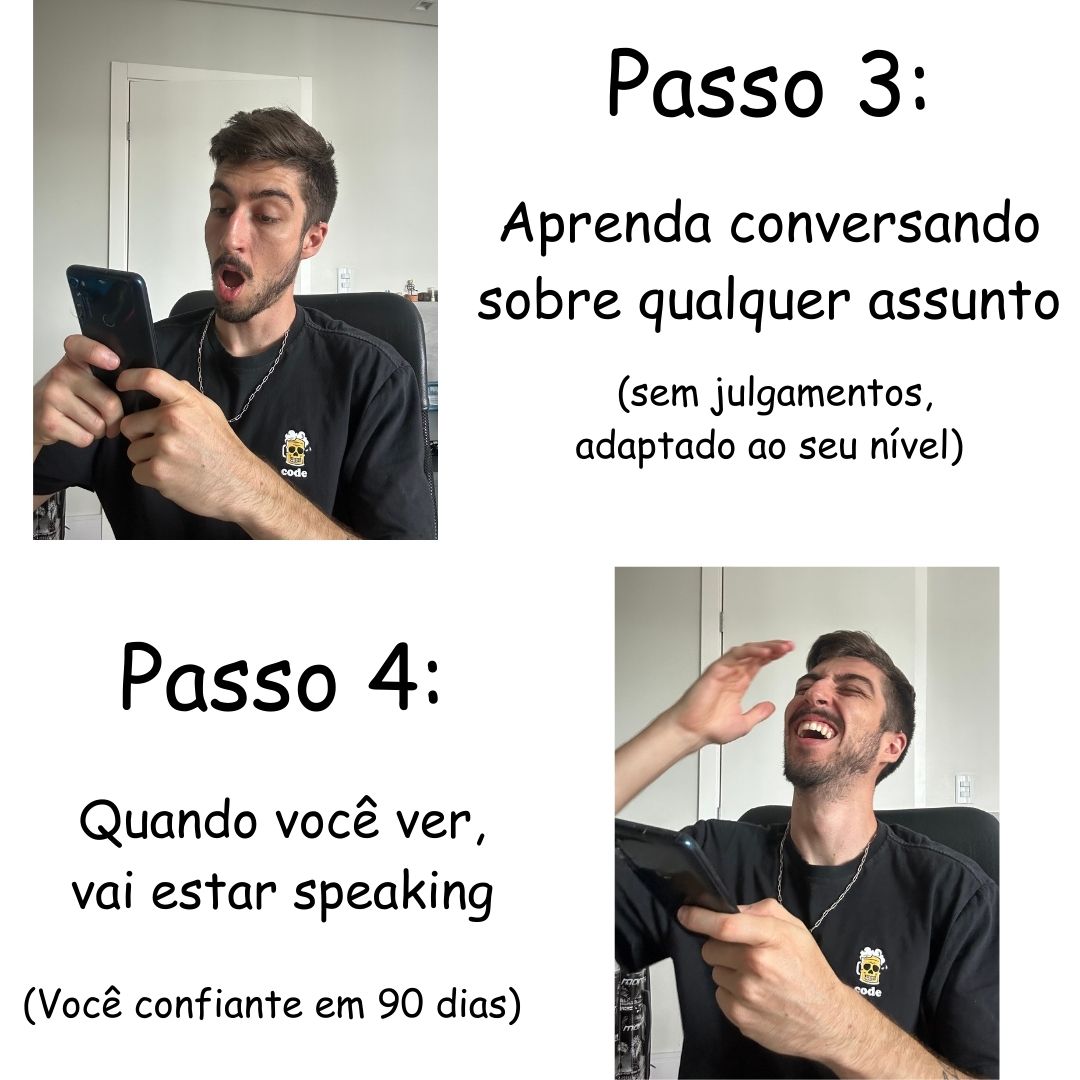 Passo 3:
Aprenda conversando
sobre qualquer assunto
(sem julgamentos,
adaptado ao seu nível)
code
Passo 4:
Quando você ver,
vai estar speaking
(Você confiante em 90 dias)
code